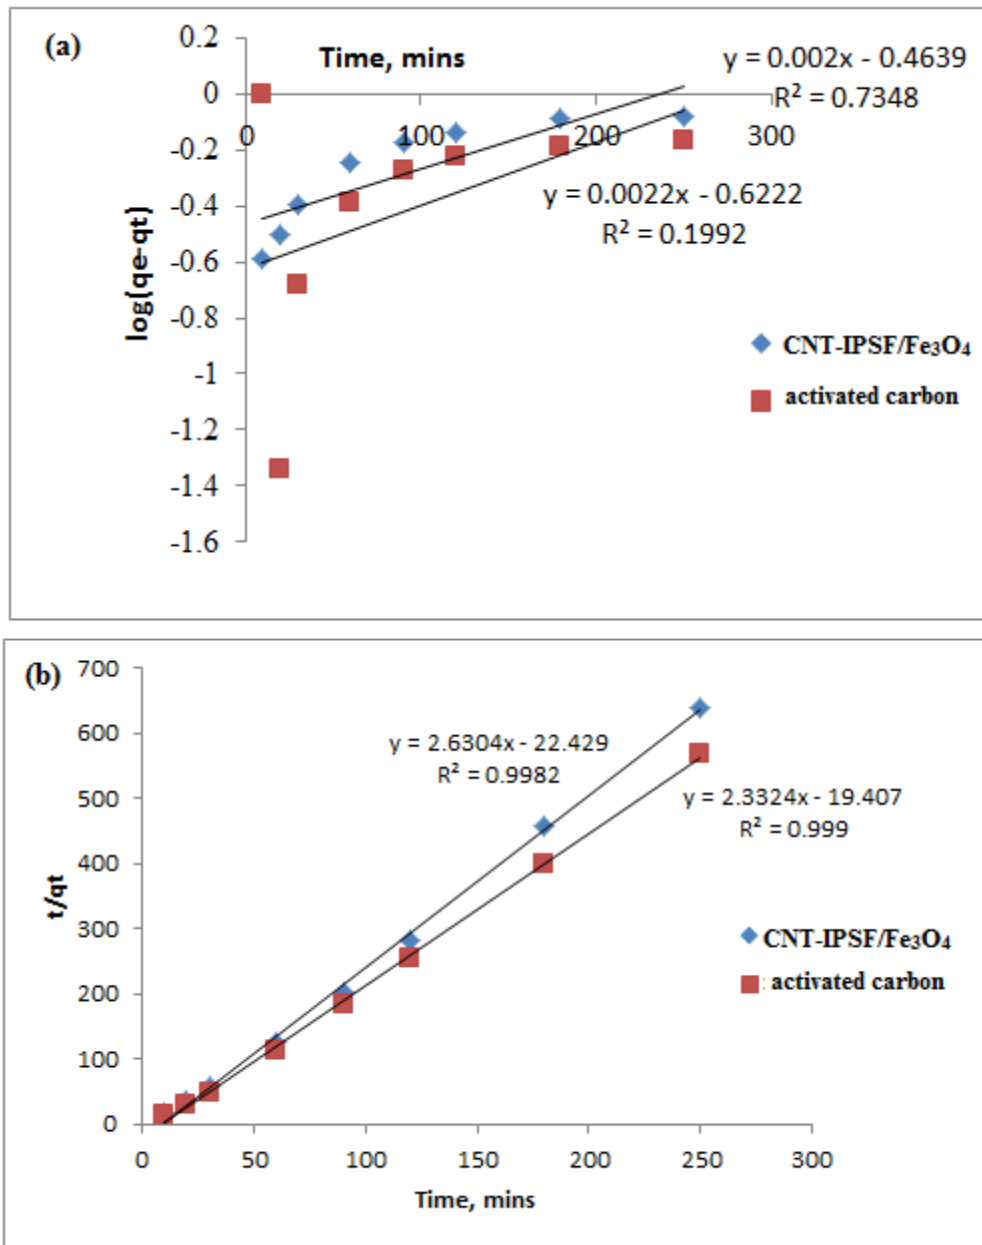 (a)
Time, mins
y = 0.002x - 0.4639
R² = 0.7348
0.2
0
-0.2
-0.4
-0.6
-0.8
-1
-1.2
-1.4
-1.6
0 100 200 300
log(qe-qt)
y = 0.0022x - 0.6222
R² = 0.1992
CNT-IPSF/Fe₃O₄
activated carbon
(b)
700
600
500
400
300
200
100
0
t/qt
y = 2.6304x - 22.429
R² = 0.9982
y = 2.3324x - 19.407
R² = 0.999
CNT-IPSF/Fe₃O₄
activated carbon
0 50 100 150 200 250 300
Time, mins